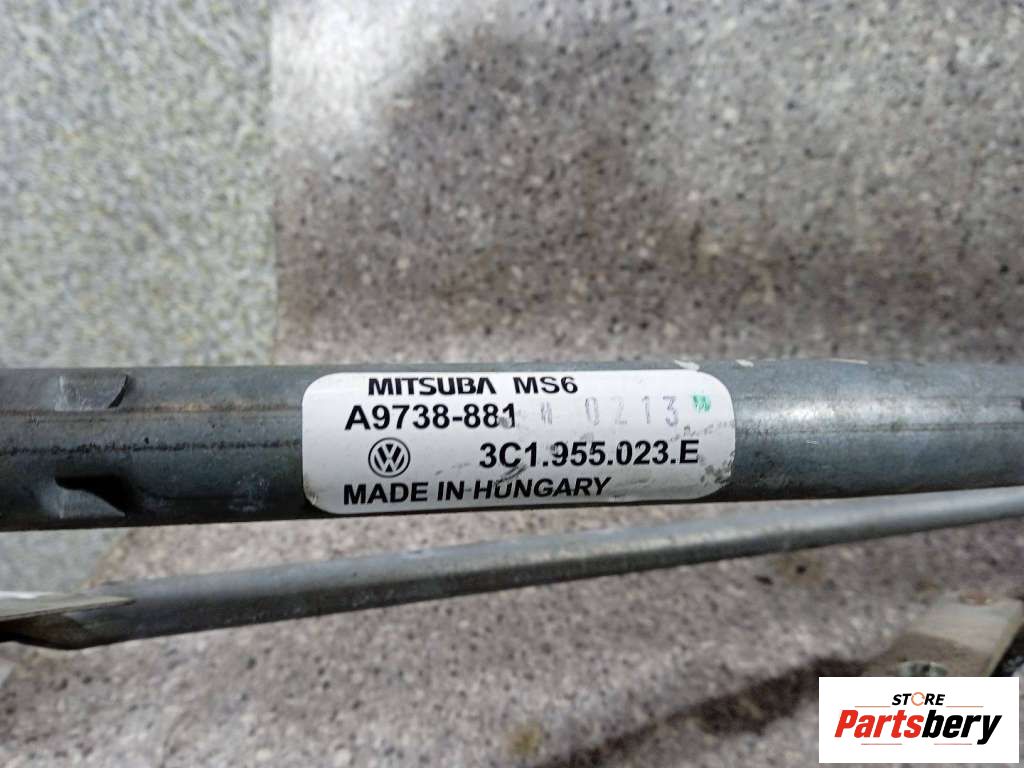 MITSUBA MS6
A9738-881 0213
3C1.955.023.E
MADE IN HUNGARY
STORE
Partsbery